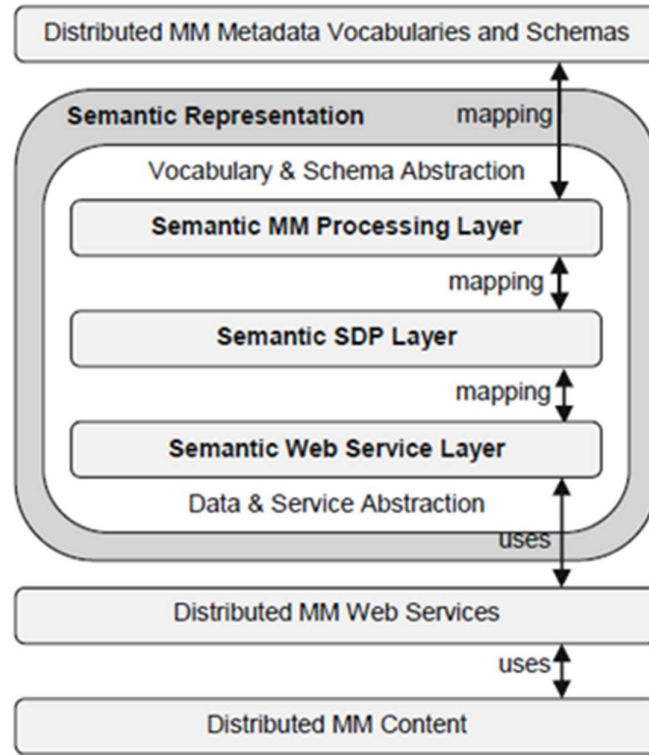 Distributed MM Metadata Vocabularies and Schemas
Semantic Representation
mapping
Vocabulary & Schema Abstraction
Semantic MM Processing Layer
mapping
Semantic SDP Layer
mapping
Semantic Web Service Layer
Data & Service Abstraction
uses
Distributed MM Web Services
uses
Distributed MM Content